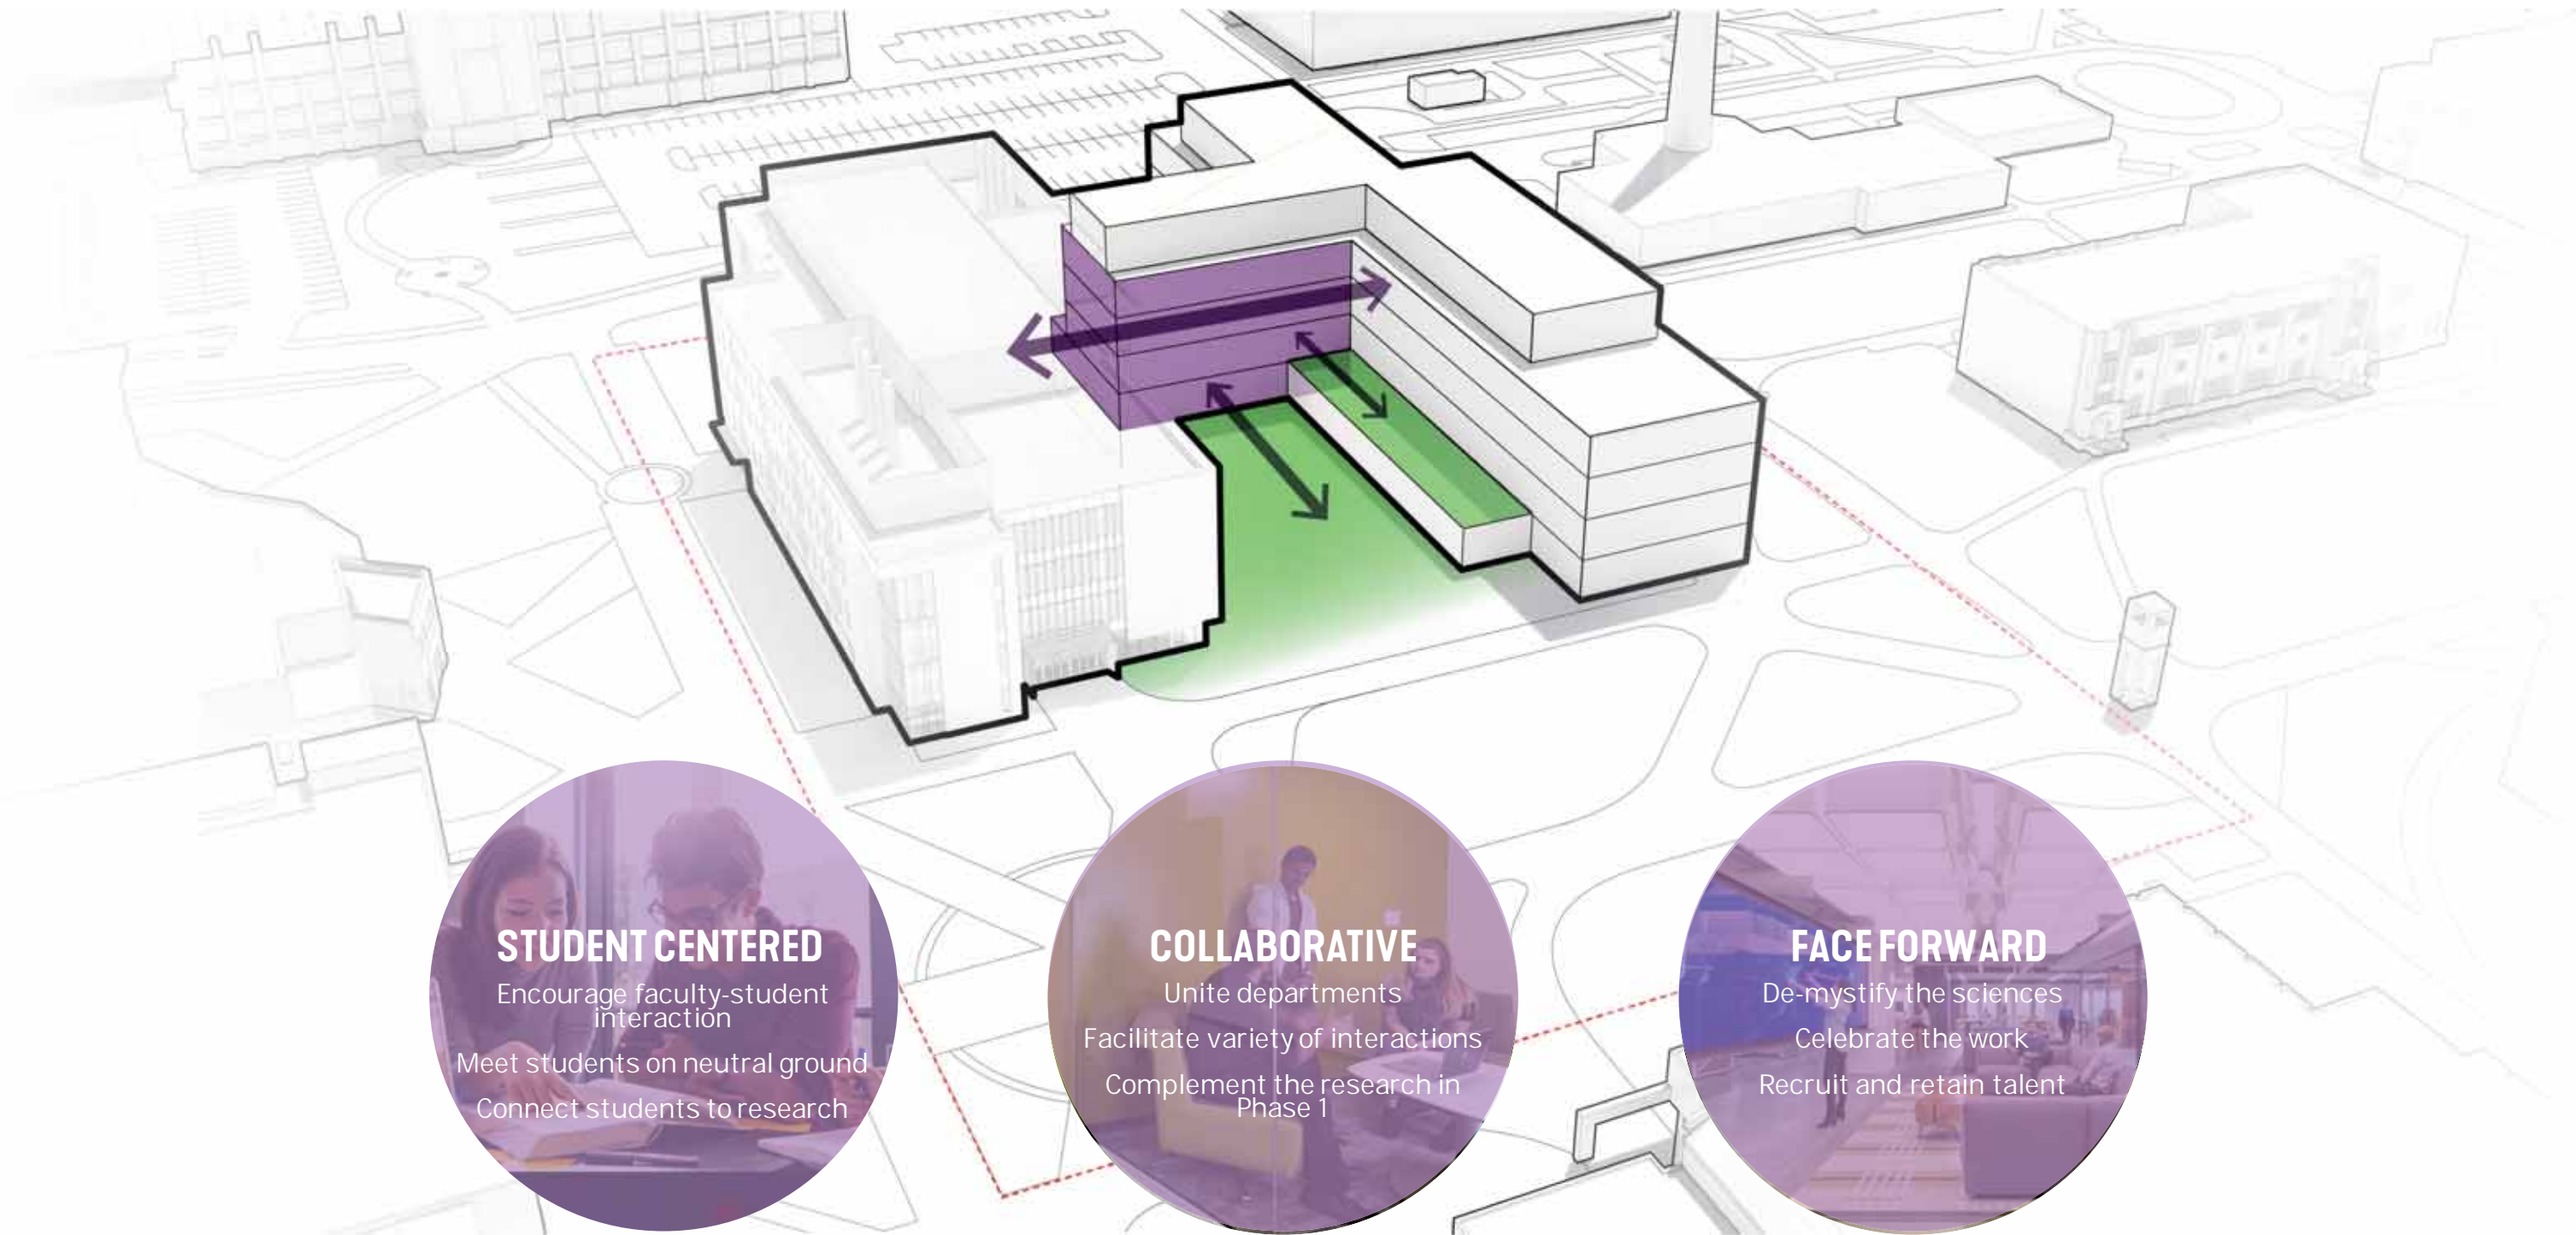 STUDENT CENTERED
Encourage faculty-student
interaction
Meet students on neutral ground
Connect students to research
COLLABORATIVE
Unite departments
Facilitate variety of interactions
Complement the research in
Phase 1
FACE FORWARD
De-mystify the sciences
Celebrate the work
Recruit and retain talent